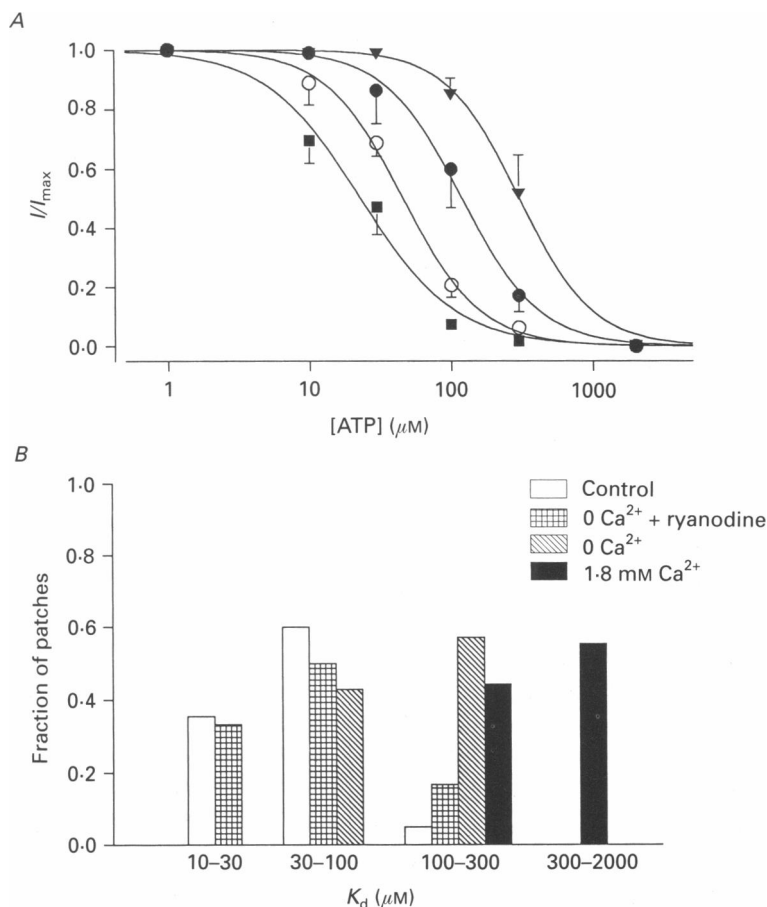 A
1·0
0·8
0·6
0·4
0·2
0·0
I/Imax
1
10
100
1000
[ATP] (μM)
B
1·0
0·8
0·6
0·4
0·2
0·0
Fraction of patches
Control
0 Ca²⁺ + ryanodine
0 Ca²⁺
1·8 mM Ca²⁺
10–30
30–100
100–300
300–2000
Kd (μM)